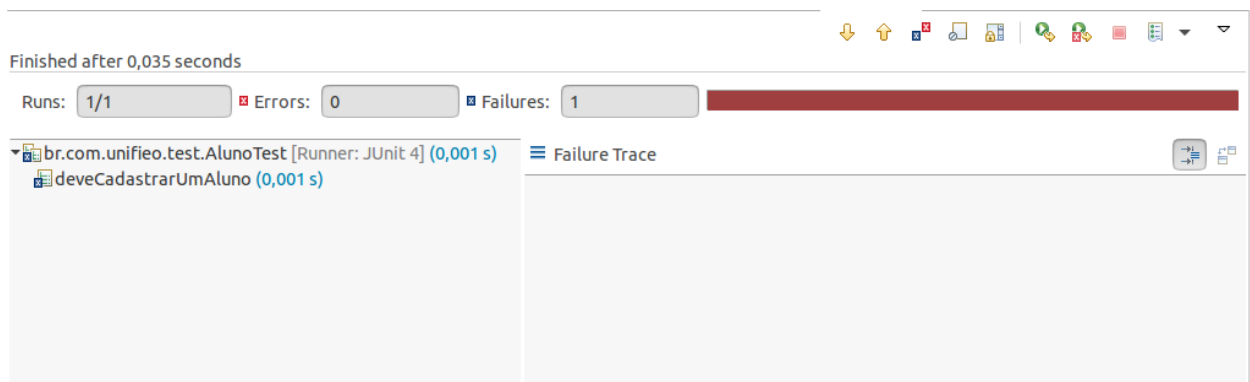 Finished after 0,035 seconds
Runs: 1/1 Errors: 0 Failures: 1
br.com.unifieo.test.AlunoTest [Runner: JUnit 4] (0,001 s)
deveCadastrarUmAluno (0,001 s)
Failure Trace